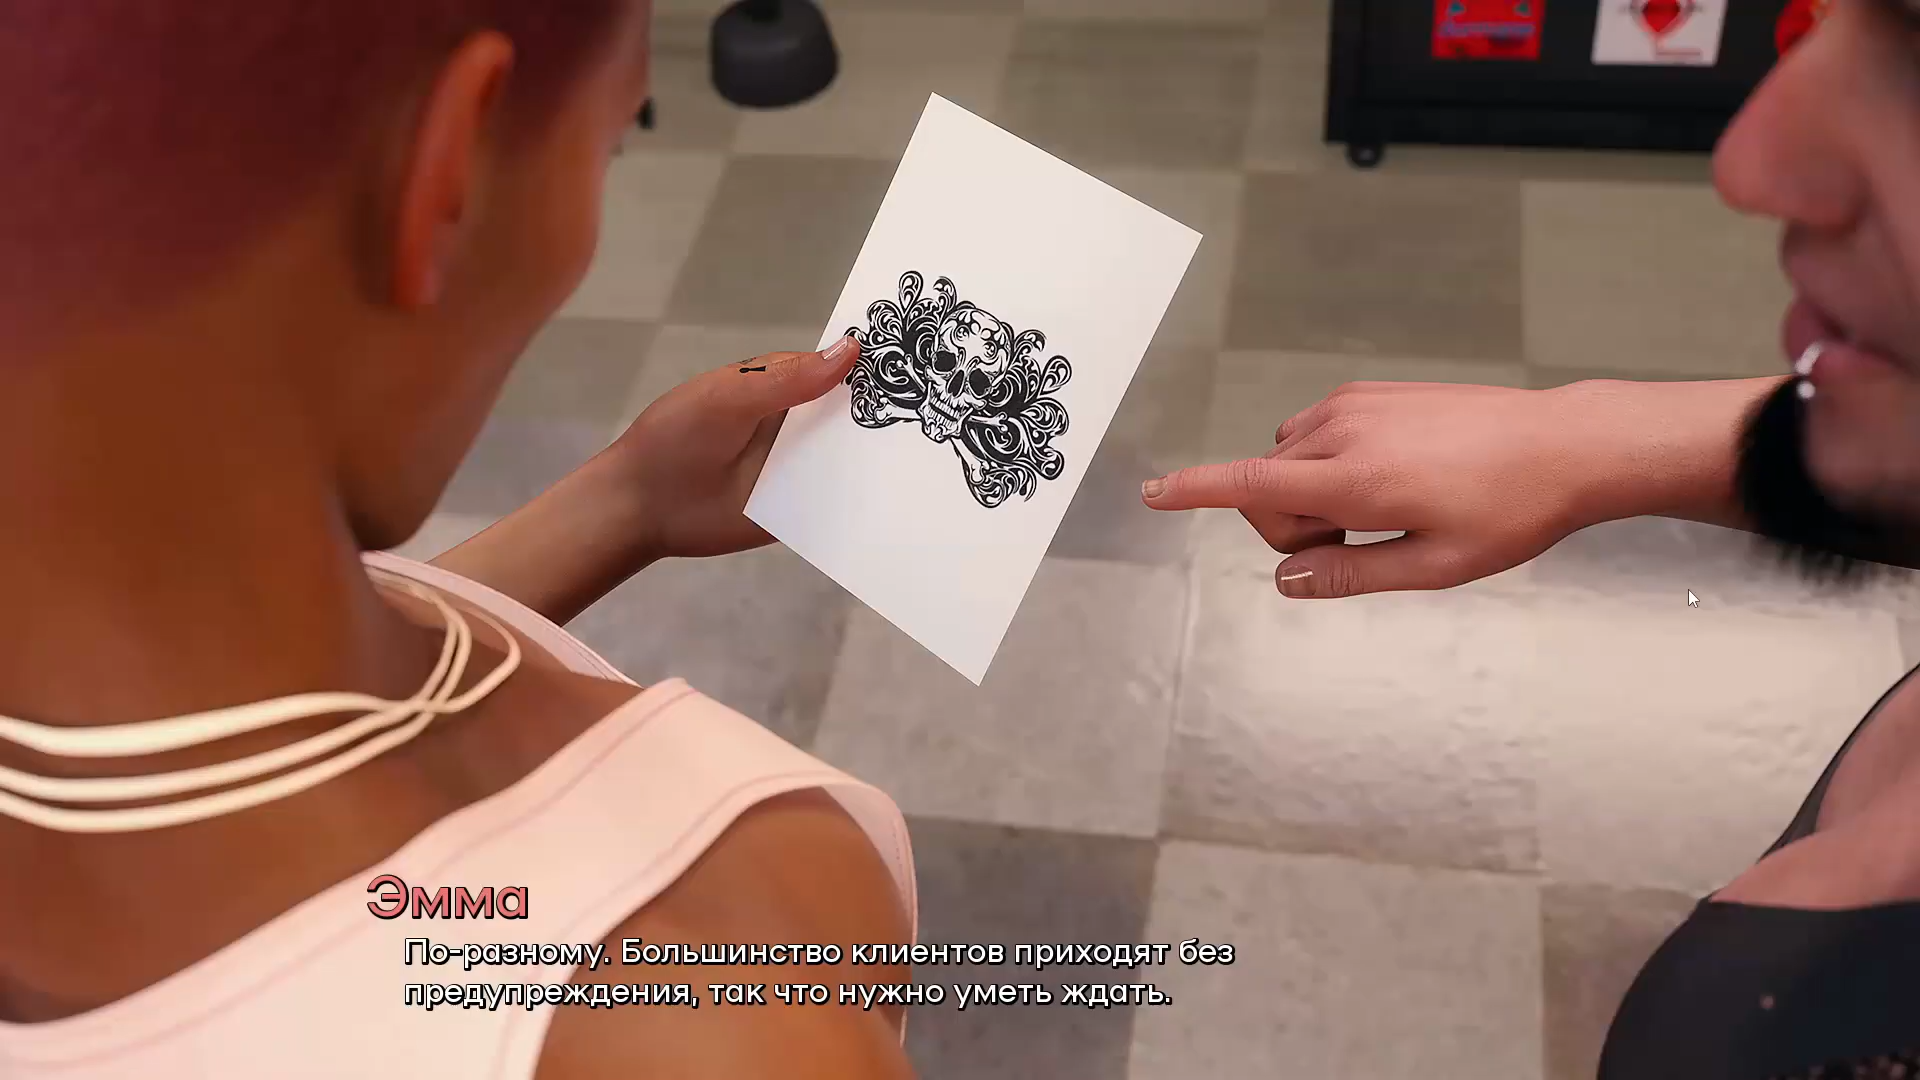 Эмма
По-разному. Большинство клиентов приходят без
предупреждения, так что нужно уметь ждать.